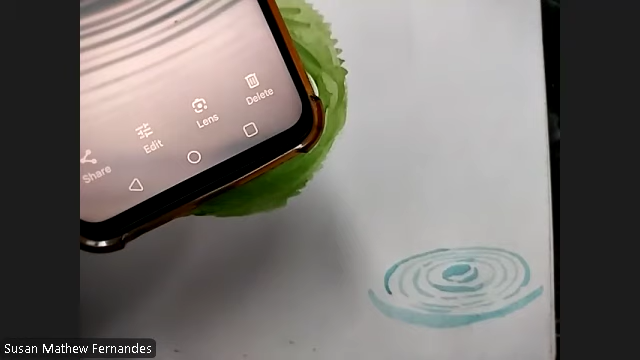 Share
Edit
Lens
Delete
Susan Mathew Fernandes